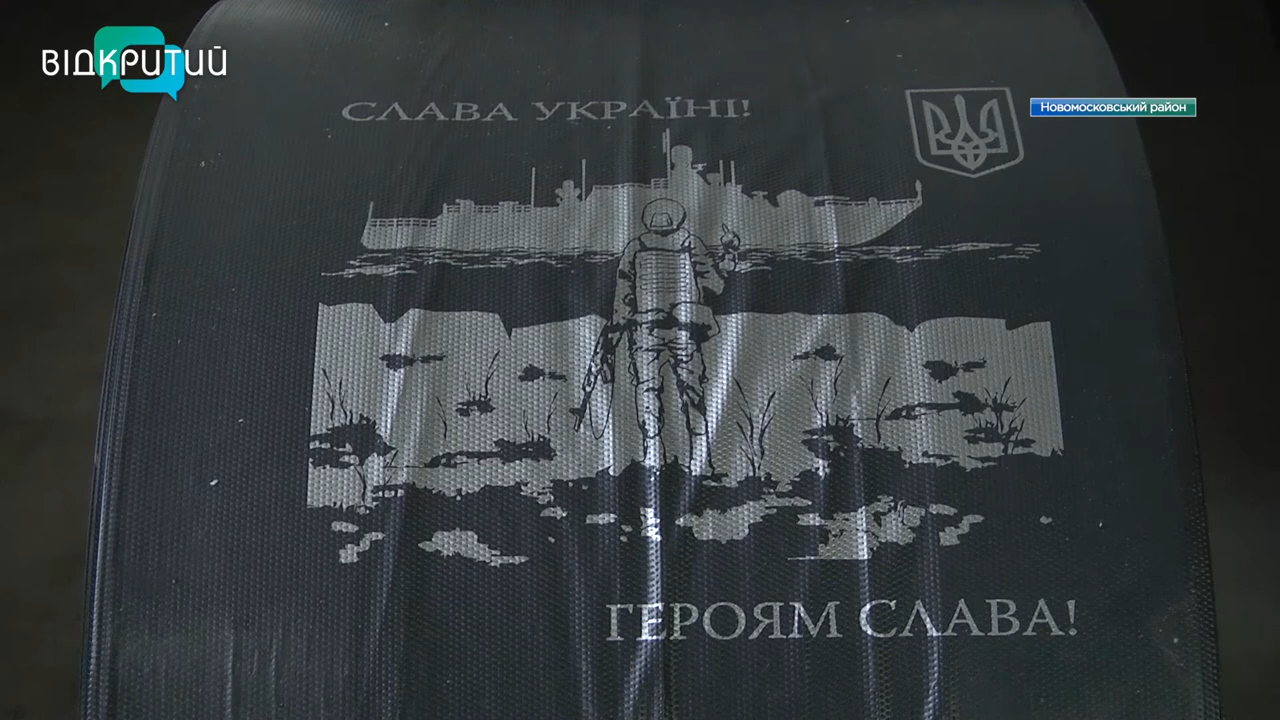 ВІДКРИТИЙ
СЛАВА УКРАЇНІ!
Новомосковський район
ГЕРОЯМ СЛАВА!